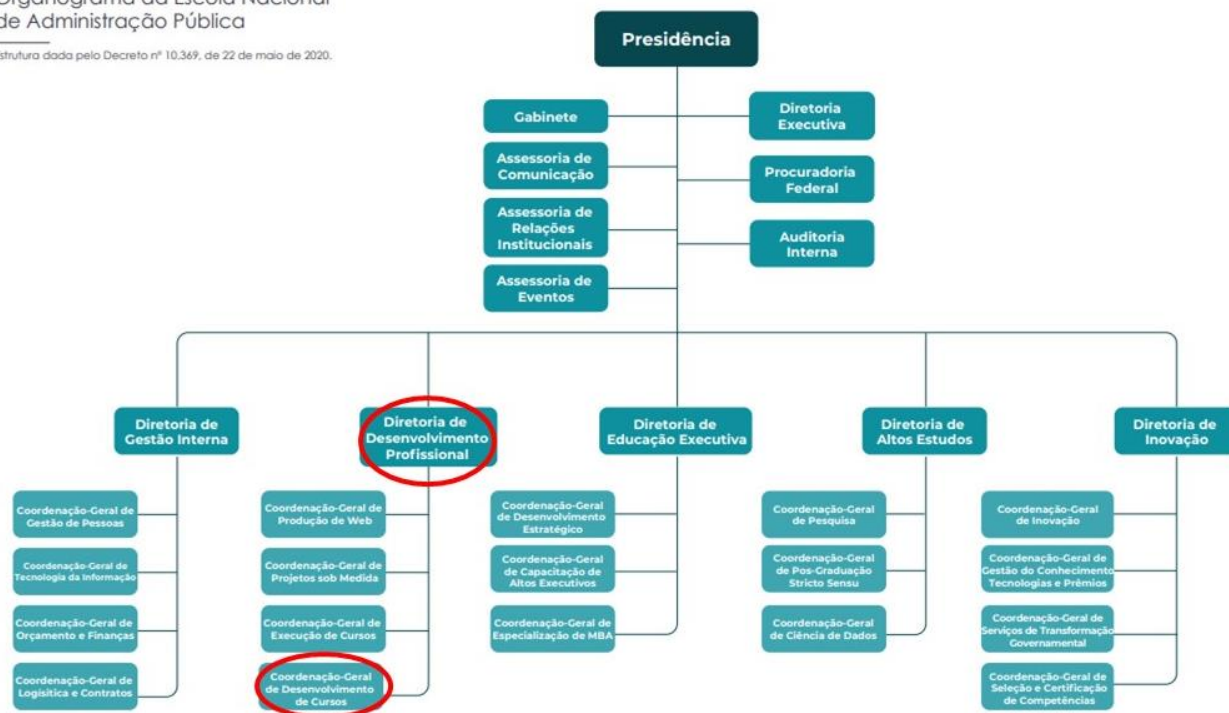 Organograma da Escola Nacional
de Administração Pública
strutura dada pelo Decreto nº 10.369, de 22 de maio de 2020.
Presidência
Gabinete
Diretoria
Executiva
Assessoria de
Comunicação
Procuradoria
Federal
Assessoria de
Relações
Institucionais
Auditoria
Interna
Assessoria de
Eventos
Diretoria de
Gestão Interna
Diretoria de
Desenvolvimento
Profissional
Diretoria de
Educação Executiva
Diretoria de
Altos Estudos
Diretoria de
Inovação
Coordenação-Geral de
Gestão de Pessoas
Coordenação-Geral de
Tecnologia da Informação
Coordenação-Geral de
Orçamento e Finanças
Coordenação-Geral de
Logísitica e Contratos
Coordenação-Geral de
Produção de Web
Coordenação-Geral de
Projetos sob Medida
Coordenação-Geral de
Execução de Cursos
Coordenação-Geral
de Desenvolvimento
de Cursos
Coordenação-Geral
de Desenvolvimento
Estratégico
Coordenação-Geral
de Capacitação de
Altos Executivos
Coordenação-Geral de
Especialização de MBA
Coordenação-Geral
de Pesquisa
Coordenação-Geral
de Pos-Graduação
Stricto Sensu
Coordenação-Geral
de Ciência de Dados
Coordenação-Geral
de Inovação
Coordenação-Geral de
Gestão do Conhecimento
Tecnologias e Prêmios
Coordenação-Geral de
Serviços de Transformação
Governamental
Coordenação-Geral de
Seleção e Certificação
de Competências